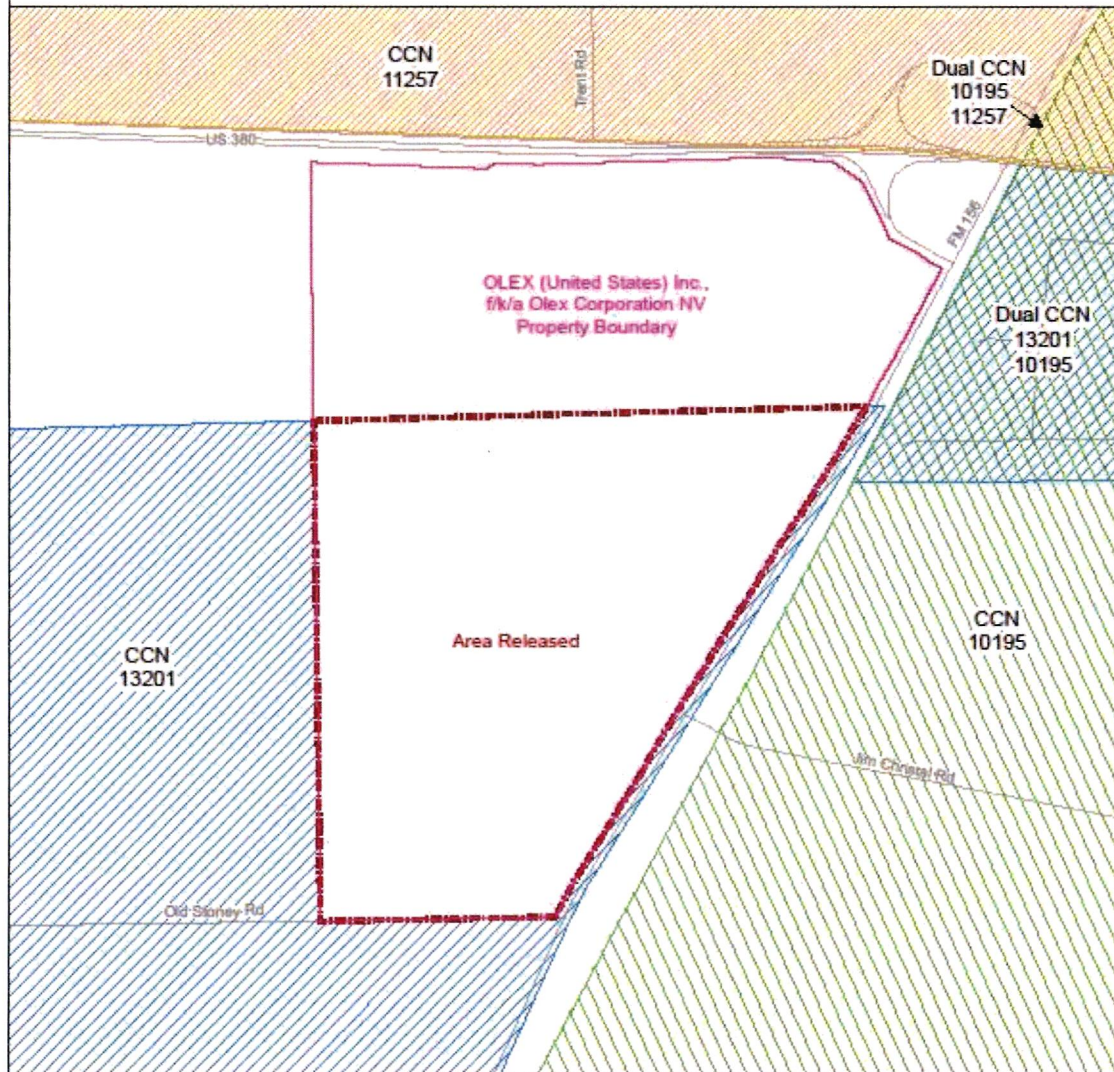 CCN
11257
Trent Rd
Dual CCN
10195
11257
US 380
FM 156
OLEX (United States) Inc.,
f/k/a Olex Corporation NV
Property Boundary
Dual CCN
13201
10195
Area Released
CCN
13201
CCN
10195
Jim Christal Rd
Old Stoney Rd